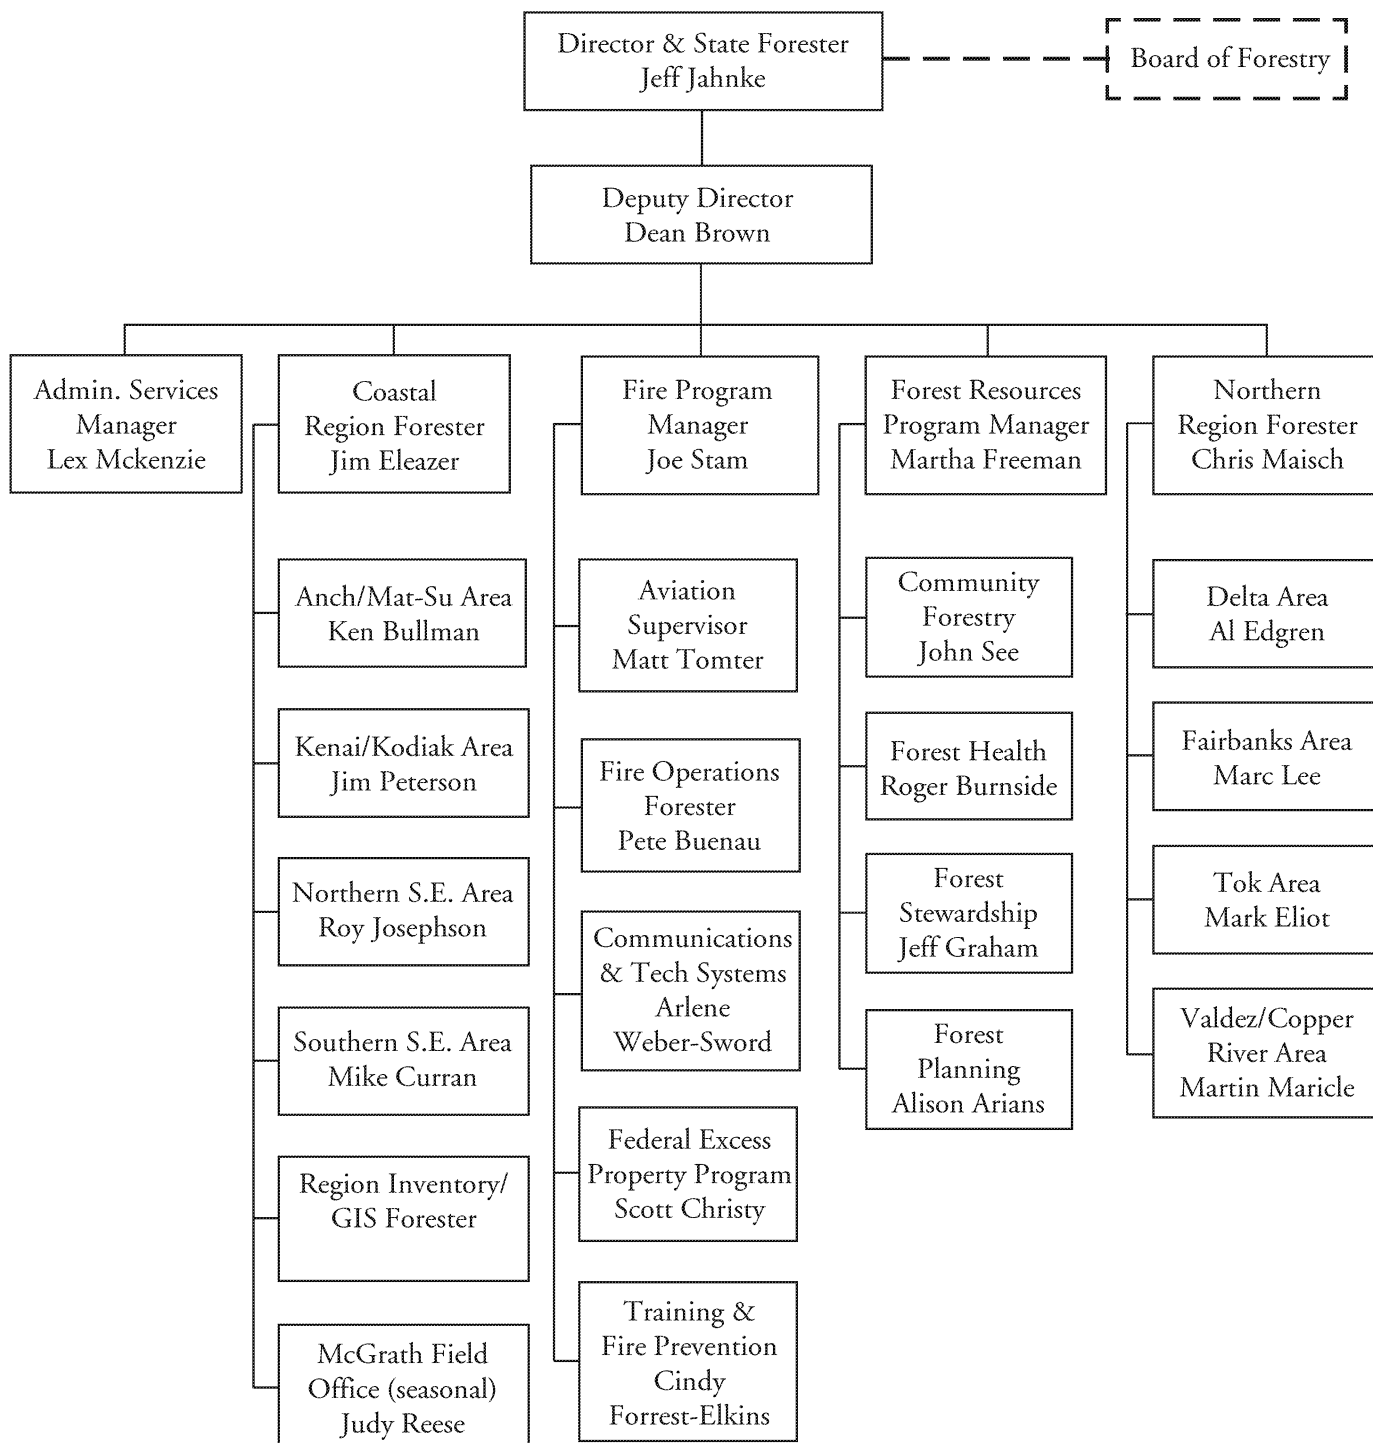 Director & State Forester
Jeff Jahnke
Board of Forestry
Deputy Director
Dean Brown
Admin. Services
Manager
Lex Mckenzie
Coastal
Region Forester
Jim Eleazer
Anch/Mat-Su Area
Ken Bullman
Kenai/Kodiak Area
Jim Peterson
Northern S.E. Area
Roy Josephson
Southern S.E. Area
Mike Curran
Region Inventory/
GIS Forester
McGrath Field
Office (seasonal)
Judy Reese
Fire Program
Manager
Joe Stam
Aviation
Supervisor
Matt Tomter
Fire Operations
Forester
Pete Buenau
Communications
& Tech Systems
Arlene
Weber-Sword
Federal Excess
Property Program
Scott Christy
Training &
Fire Prevention
Cindy
Forrest-Elkins
Forest Resources
Program Manager
Martha Freeman
Community
Forestry
John See
Forest Health
Roger Burnside
Forest
Stewardship
Jeff Graham
Forest
Planning
Alison Arians
Northern
Region Forester
Chris Maisch
Delta Area
Al Edgren
Fairbanks Area
Marc Lee
Tok Area
Mark Eliot
Valdez/Copper
River Area
Martin Maricle